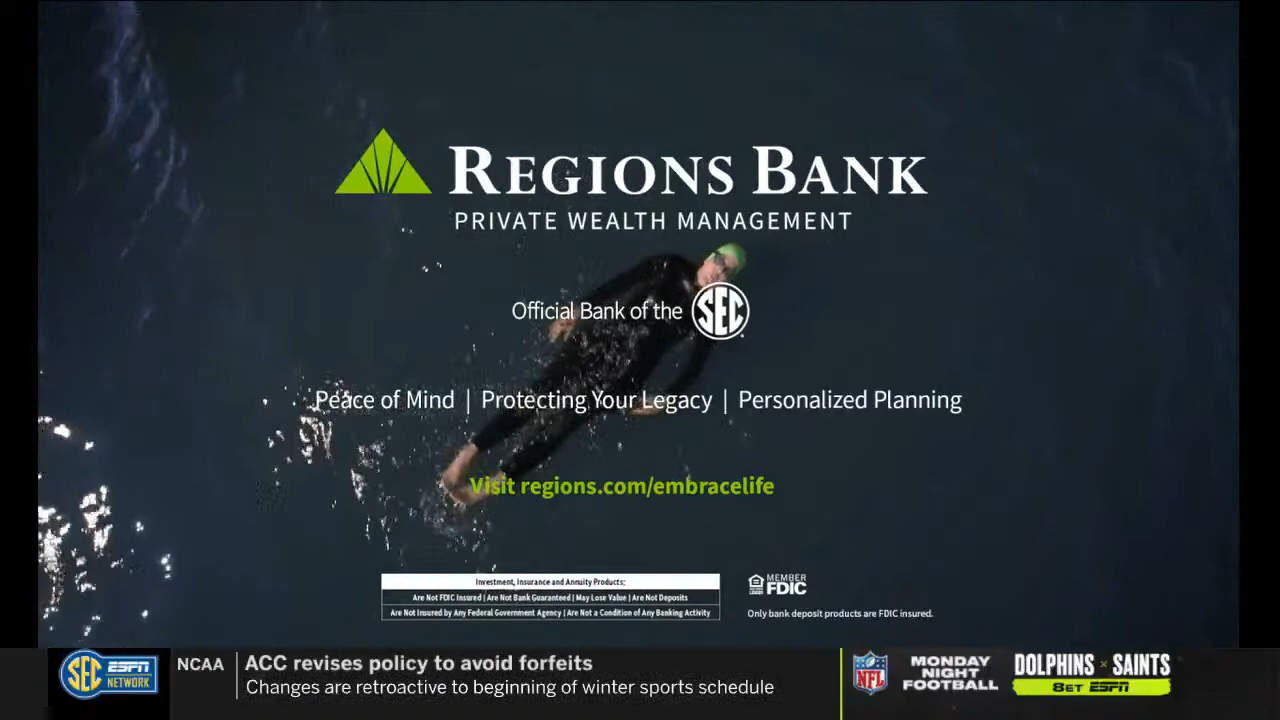 REGIONS BANK
PRIVATE WEALTH MANAGEMENT
Official Bank of the SEC
Peace of Mind | Protecting Your Legacy | Personalized Planning
Visit regions.com/embracelife
Investment, Insurance and Annuity Products:
Are Not FDIC Insured | Are Not Bank Guaranteed | May Lose Value | Are Not Deposits
Are Not Insured by Any Federal Government Agency | Are Not a Condition of Any Banking Activity
MEMBER
FDIC
Only bank deposit products are FDIC insured.
SEC ESPN
NETWORK
NCAA
ACC revises policy to avoid forfeits
Changes are retroactive to beginning of winter sports schedule
NFL
MONDAY
NIGHT
FOOTBALL
DOLPHINS × SAINTS
8ET ESPN